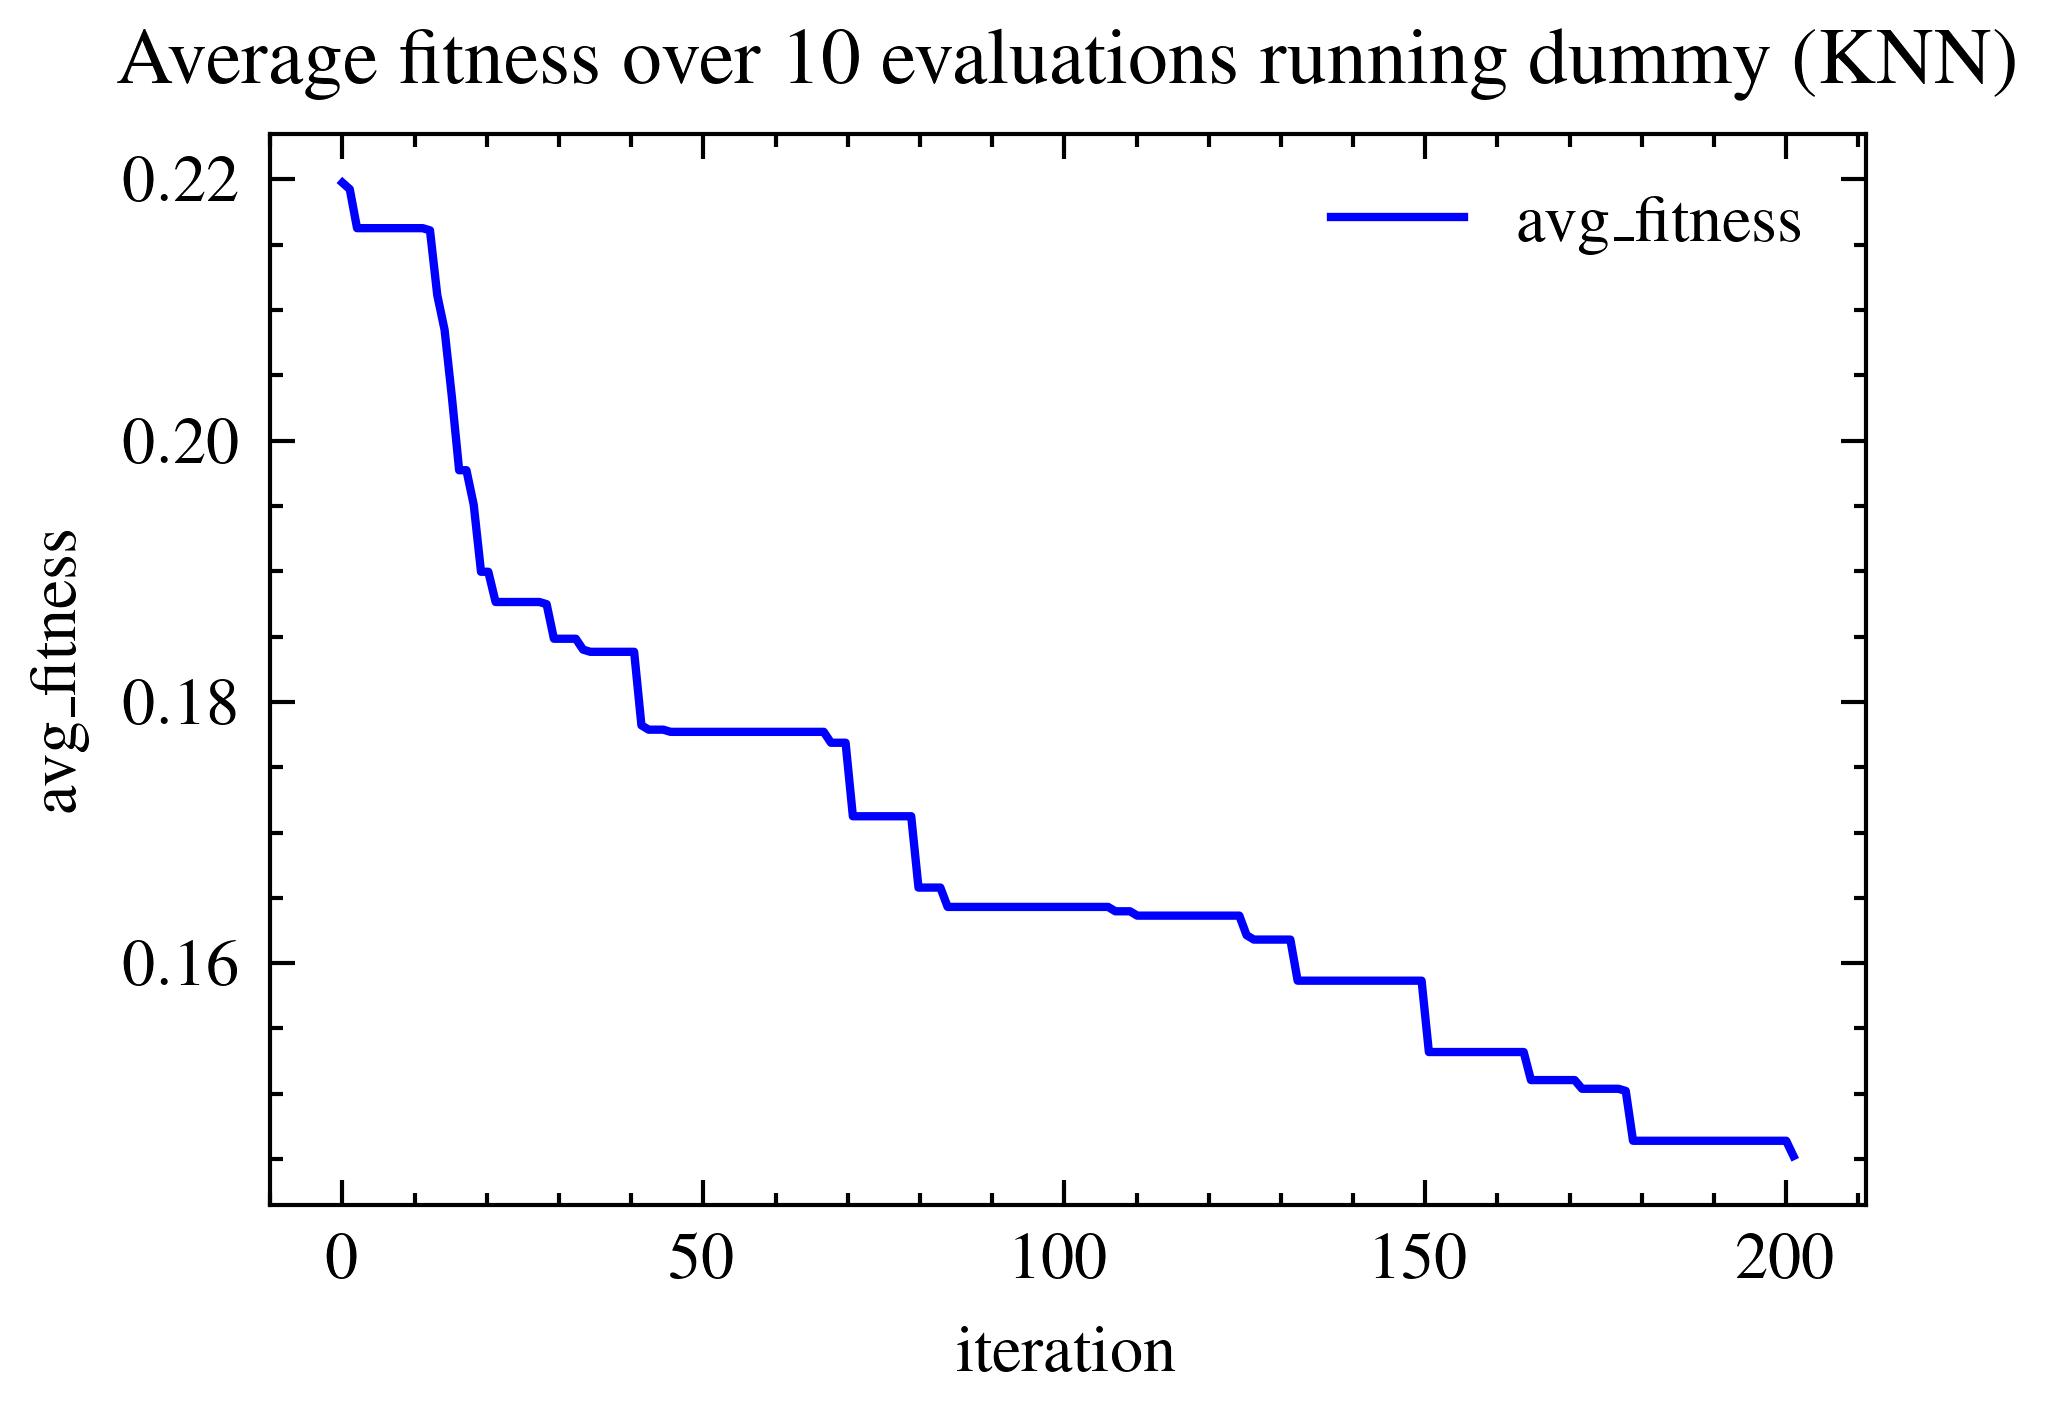 Average fitness over 10 evaluations running dummy (KNN)
avg_fitness
0.22
0.20
0.18
0.16
avg_fitness
0 50 100 150 200
iteration